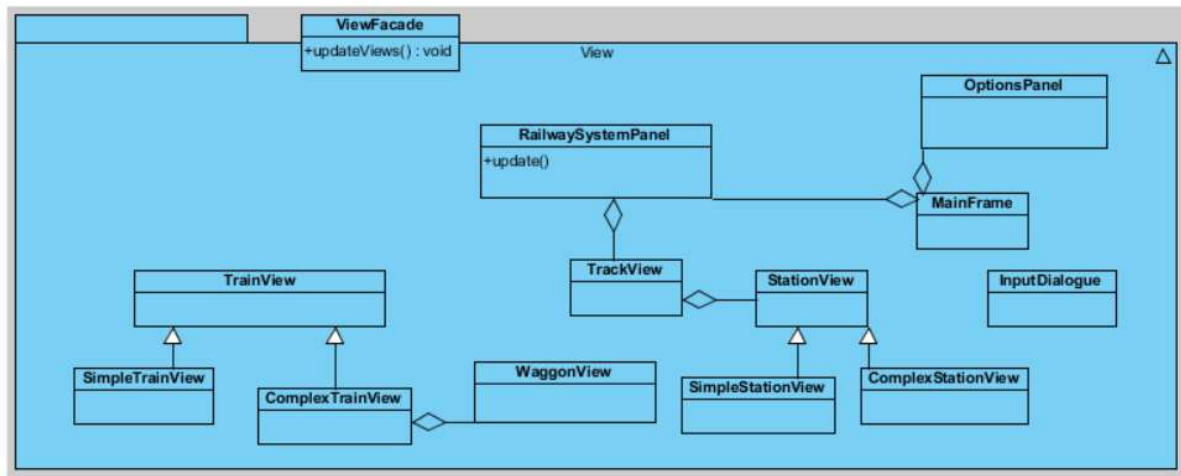 ViewFacade
+updateViews() : void
View
OptionsPanel
RailwaySystemPanel
+update()
MainFrame
TrackView
StationView
InputDialogue
TrainView
SimpleTrainView
ComplexTrainView
WaggonView
SimpleStationView
ComplexStationView